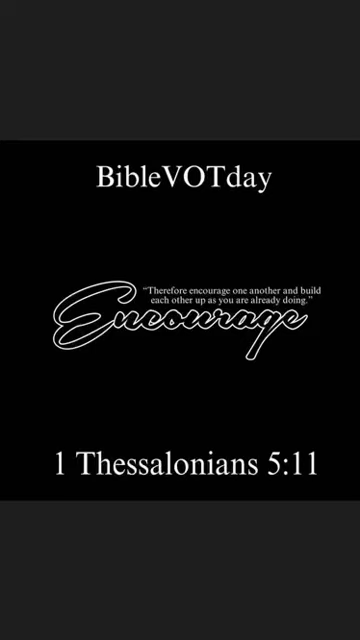 BibleVOTday
“Therefore encourage one another and build
each other up as you are already doing.”
Encourage
1 Thessalonians 5:11